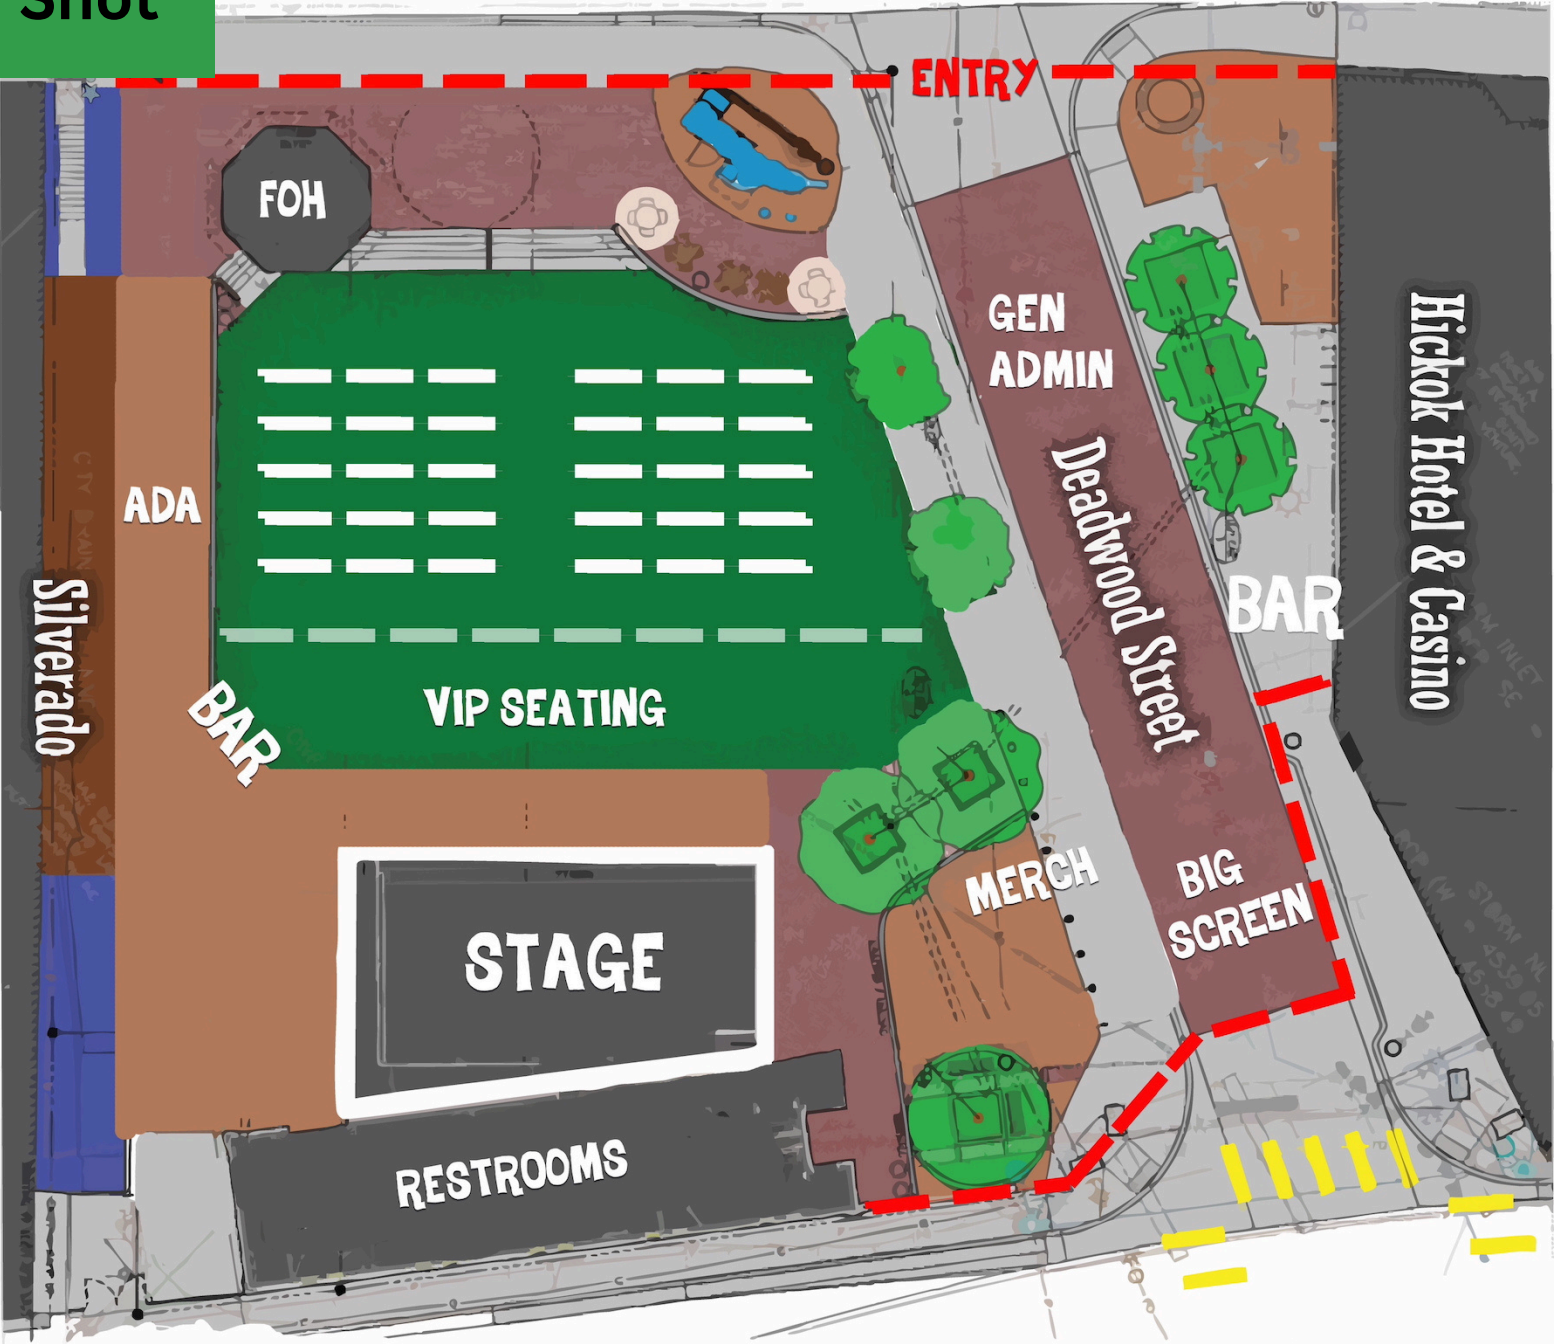 Shot
ENTRY
FOH
GEN
ADMIN
ADA
Deadwood Street
Hickok Hotel & Casino
Silverado
BAR
BAR
VIP SEATING
MERCH
BIG
SCREEN
STAGE
RESTROOMS